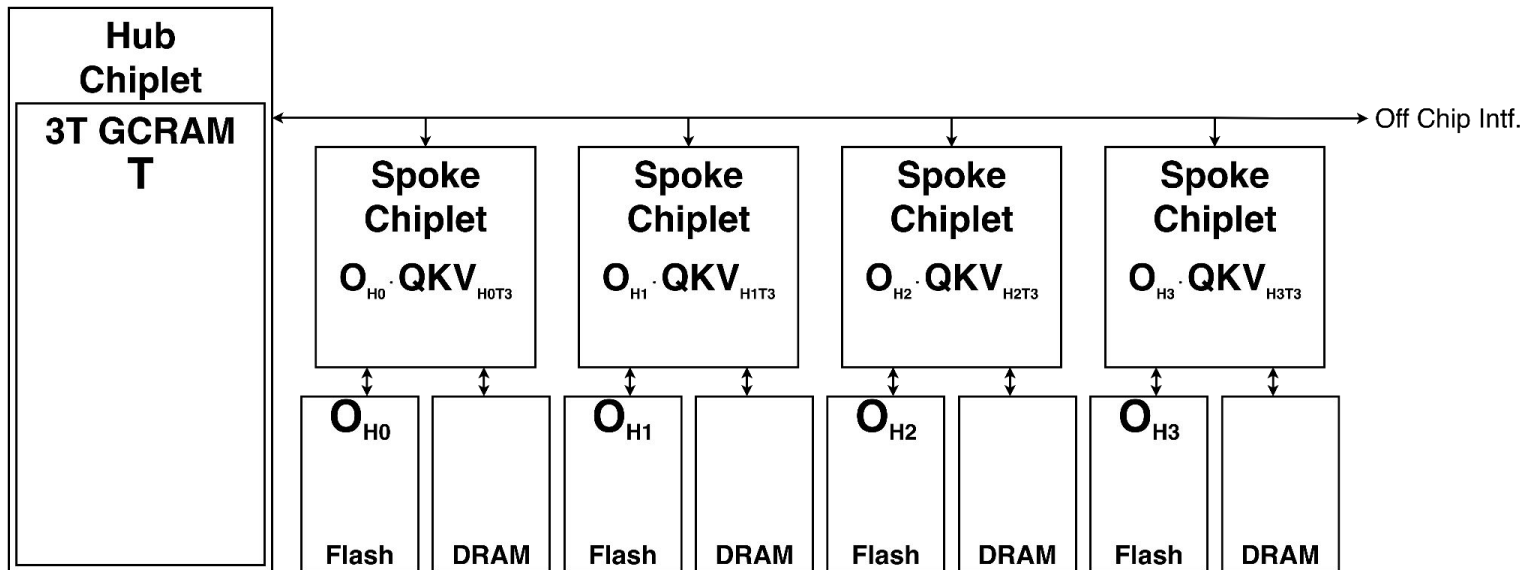 Hub
Chiplet
3T GCRAM
T
Off Chip Intf.
Spoke
Chiplet
O_H0 · QKV_H0T3
Spoke
Chiplet
O_H1 · QKV_H1T3
Spoke
Chiplet
O_H2 · QKV_H2T3
Spoke
Chiplet
O_H3 · QKV_H3T3
O_H0
Flash
DRAM
O_H1
Flash
DRAM
O_H2
Flash
DRAM
O_H3
Flash
DRAM